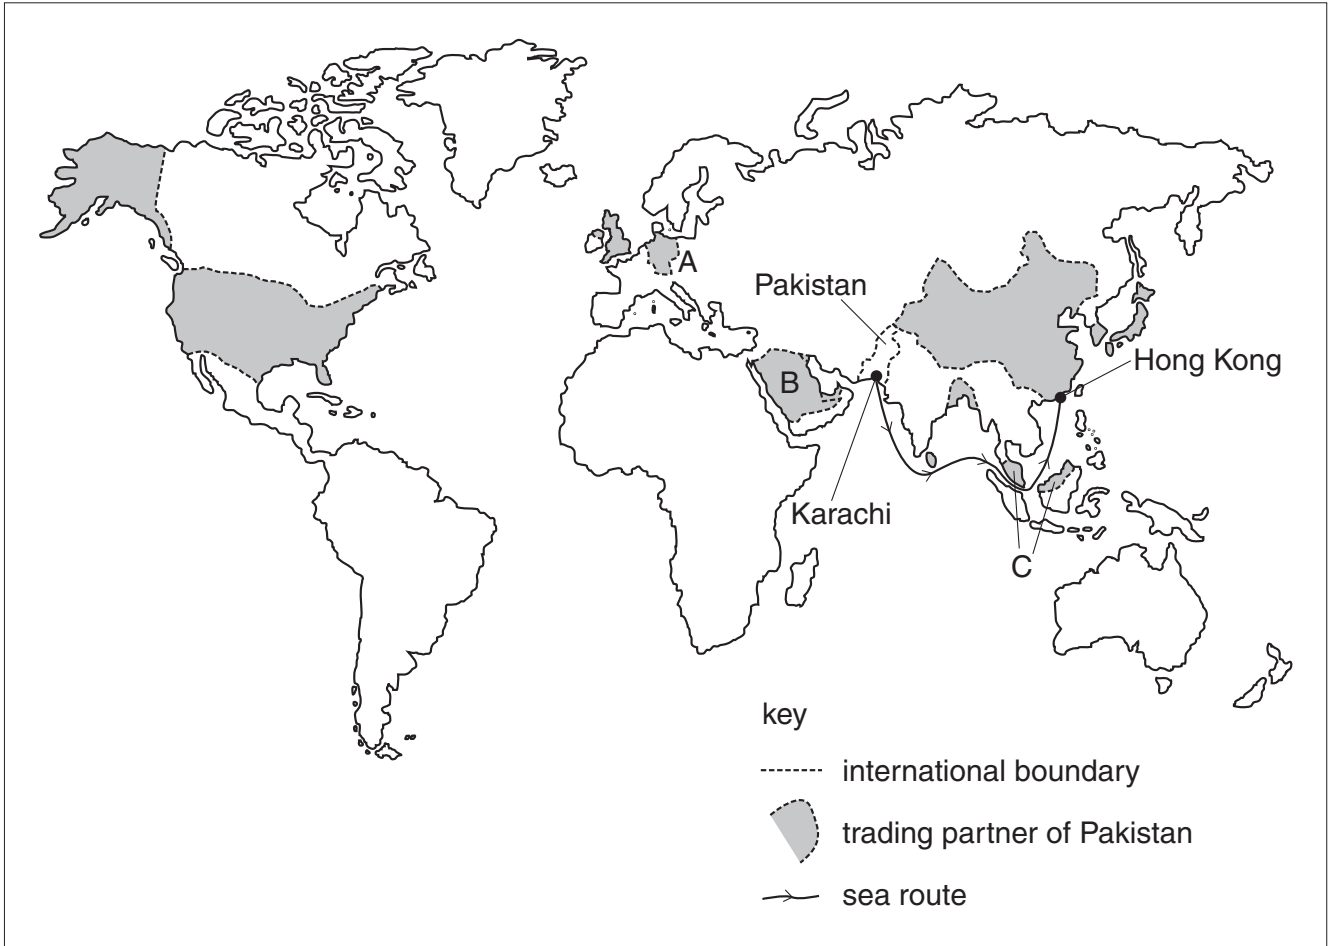 A
Pakistan
B
Hong Kong
Karachi
C
key
international boundary
trading partner of Pakistan
sea route